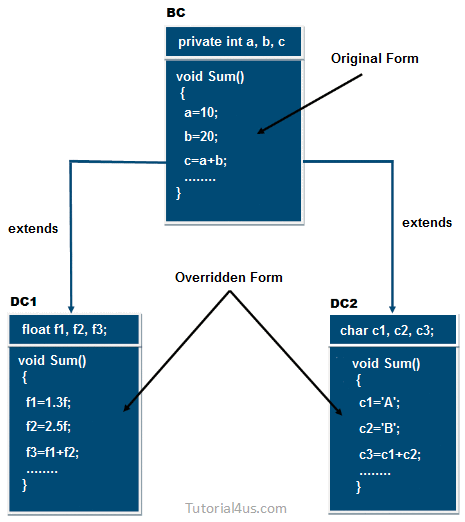 BC
private int a, b, c
Original Form
void Sum()
{
a=10;
b=20;
c=a+b;
........
}
extends
extends
Overridden Form
DC1
float f1, f2, f3;
void Sum()
{
f1=1.3f;
f2=2.5f;
f3=f1+f2;
........
}
DC2
char c1, c2, c3;
void Sum()
{
c1='A';
c2='B';
c3=c1+c2;
........
}
Tutorial4us.com